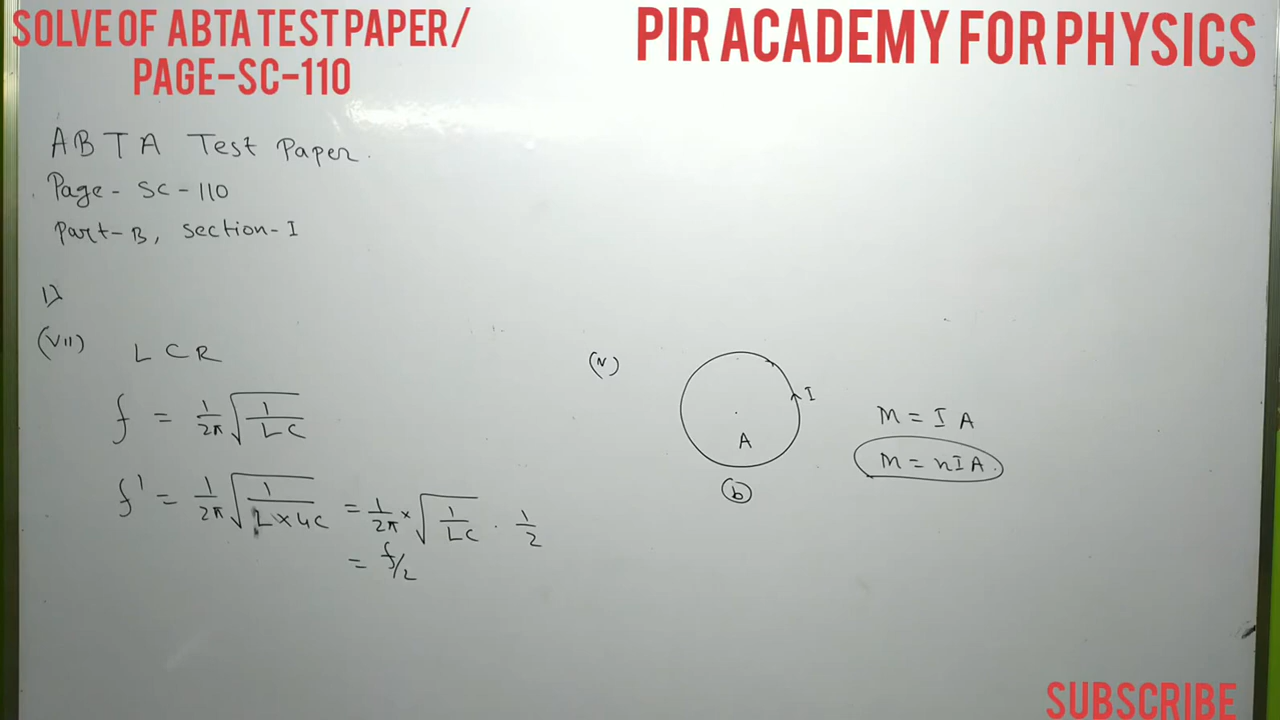 SOLVE OF ABTA TEST PAPER/
PAGE-SC-110
PIR ACADEMY FOR PHYSICS
ABTA Test Paper.
Page - SC - 110
Part-B, Section-I
1>
(VII) L C R
f = 1/2π √(1/LC)
f' = 1/2π √(1/L×4C) = 1/2π × √(1/LC) · 1/2
= f/2
(V)
I
A
(b)
M = I A
M = nIA.
SUBSCRIBE